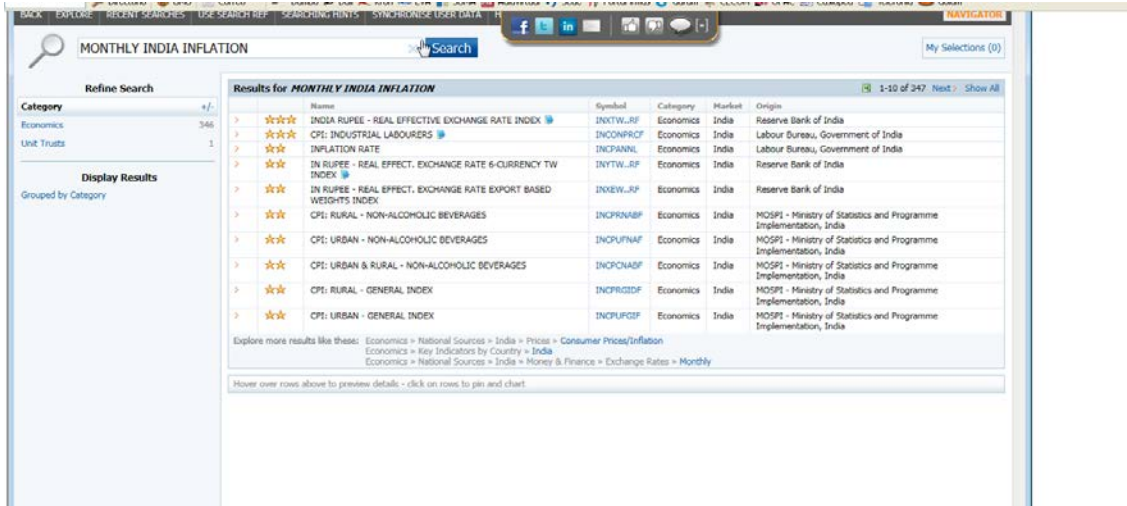 BACK EXPLORE RECENT SEARCHES USE SEARCH REF SEARCHING HINTS SYNCHRONISE USER DATA
NAVIGATOR
MONTHLY INDIA INFLATION
Search
My Selections (0)
Refine Search
Category +/-
Economics 346
Unit Trusts 1
Display Results
Grouped by Category
Results for MONTHLY INDIA INFLATION 1-10 of 347 Next Show All
Name Symbol Category Market Origin
INDIA RUPEE - REAL EFFECTIVE EXCHANGE RATE INDEX INXTW...RF Economics India Reserve Bank of India
CPI: INDUSTRIAL LABOURERS INCONPRCF Economics India Labour Bureau, Government of India
INFLATION RATE INCPANNL Economics India Labour Bureau, Government of India
IN RUPEE - REAL EFFECT. EXCHANGE RATE 6-CURRENCY TW INDEX INYTW...RF Economics India Reserve Bank of India
IN RUPEE - REAL EFFECT. EXCHANGE RATE EXPORT BASED WEIGHTS INDEX INXEW...RF Economics India Reserve Bank of India
CPI: RURAL - NON-ALCOHOLIC BEVERAGES INCPRNABF Economics India MOSPI - Ministry of Statistics and Programme Implementation, India
CPI: URBAN - NON-ALCOHOLIC BEVERAGES INCPUFNAF Economics India MOSPI - Ministry of Statistics and Programme Implementation, India
CPI: URBAN & RURAL - NON-ALCOHOLIC BEVERAGES INCPCNABF Economics India MOSPI - Ministry of Statistics and Programme Implementation, India
CPI: RURAL - GENERAL INDEX INCPRGIDF Economics India MOSPI - Ministry of Statistics and Programme Implementation, India
CPI: URBAN - GENERAL INDEX INCPUFGIF Economics India MOSPI - Ministry of Statistics and Programme Implementation, India
Explore more results like these: Economics » National Sources » India » Prices » Consumer Prices/Inflation
Economics » Key Indicators by Country » India
Economics » National Sources » India » Money & Finance » Exchange Rates » Monthly
Hover over rows above to preview details - click on rows to pin and chart